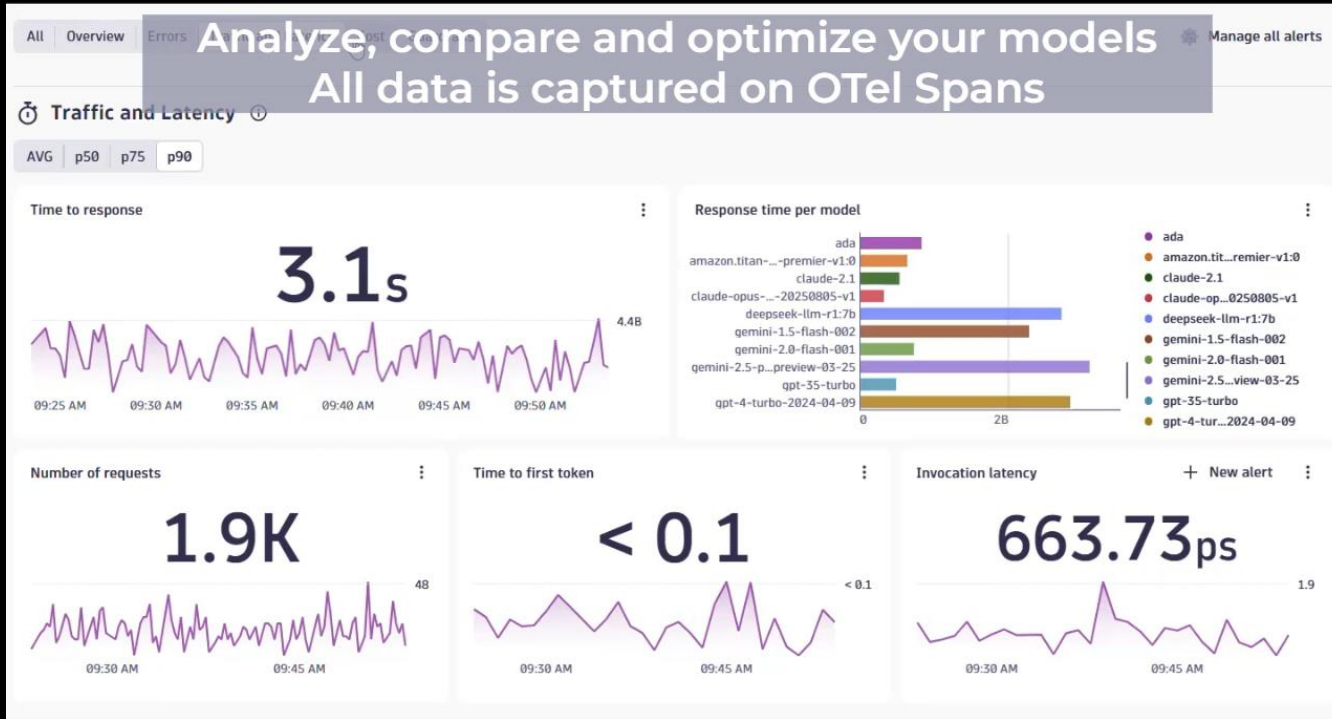 Analyze, compare and optimize your models
All data is captured on OTel Spans
All Overview Errors
Manage all alerts
Traffic and Latency
AVG p50 p75 p90
Time to response
3.1s
4.4B
09:25 AM 09:30 AM 09:35 AM 09:40 AM 09:45 AM 09:50 AM
Response time per model
ada
amazon.titan-...-premier-v1:0
claude-2.1
claude-opus-...-20250805-v1
deepseek-llm-r1:7b
gemini-1.5-flash-002
gemini-2.0-flash-001
gemini-2.5-p...preview-03-25
gpt-35-turbo
gpt-4-turbo-2024-04-09
0 2B
ada
amazon.tit...remier-v1:0
claude-2.1
claude-op...0250805-v1
deepseek-llm-r1:7b
gemini-1.5-flash-002
gemini-2.0-flash-001
gemini-2.5...view-03-25
gpt-35-turbo
gpt-4-tur...2024-04-09
Number of requests
1.9K
48
09:30 AM 09:45 AM
Time to first token
< 0.1
< 0.1
09:30 AM 09:45 AM
Invocation latency
+ New alert
663.73ps
1.9
09:30 AM 09:45 AM